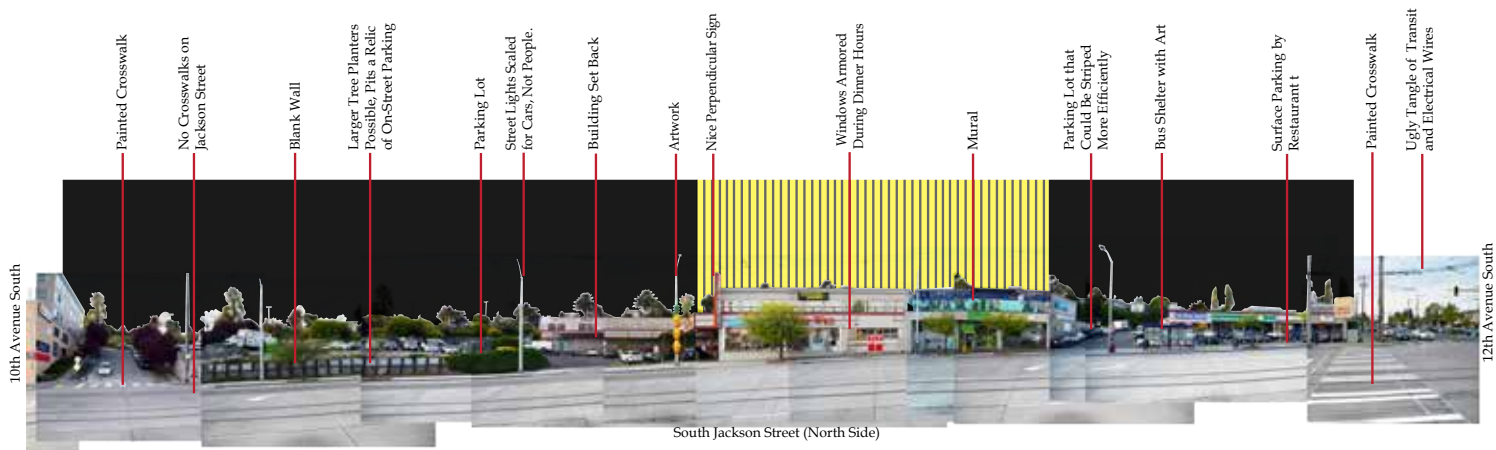 Painted Crosswalk
No Crosswalks on
Jackson Street
Blank Wall
Larger Tree Planters
Possible, Pits a Relic
of On-Street Parking
Parking Lot
Street Lights Scaled
for Cars, Not People.
Building Set Back
Artwork
Nice Perpendicular Sign
Windows Armored
During Dinner Hours
Mural
Parking Lot that
Could Be Striped
More Efficiently
Bus Shelter with Art
Surface Parking by
Restaurant t
Painted Crosswalk
Ugly Tangle of Transit
and Electrical Wires
10th Avenue South
12th Avenue South
South Jackson Street (North Side)